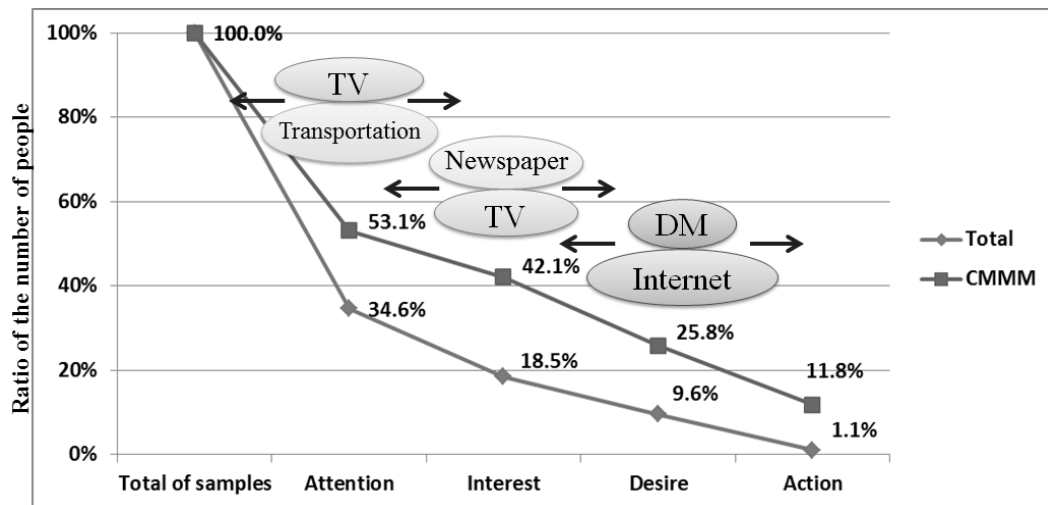 Ratio of the number of people
100%
80%
60%
40%
20%
0%
100.0%
TV
Transportation
Newspaper
TV
DM
Internet
53.1%
42.1%
25.8%
11.8%
34.6%
18.5%
9.6%
1.1%
Total of samples
Attention
Interest
Desire
Action
Total
CMMM